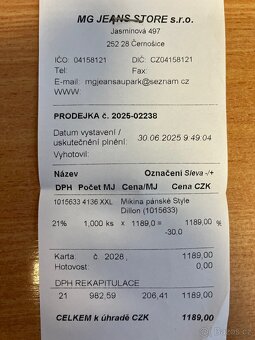 MG JEANS STORE s.r.o.
Jasmínová 497
252 28 Černošice
IČO: 04158121 DIČ: CZ04158121
Tel: Fax:
E-mail: mgjeansaupark@seznam.cz
WWW:
PRODEJKA č. 2025-02238
Datum vystavení /
uskutečnění plnění: 30.06.2025 9:49:04
Vyhotovil:
Název Označení Sleva -/+
DPH Počet MJ Cena/MJ Cena CZK
1015633 4136 XXL Mikina pánské Style
Dillon (1015633)
21% 1,000 ks x 1189,0= 1189,00 %
-30.0
Karta č. 2028, 1189,00
Hotovost: 0,00
DPH REKAPITULACE
21 982,59 206,41 1189,00
CELKEM k úhradě CZK 1189,00